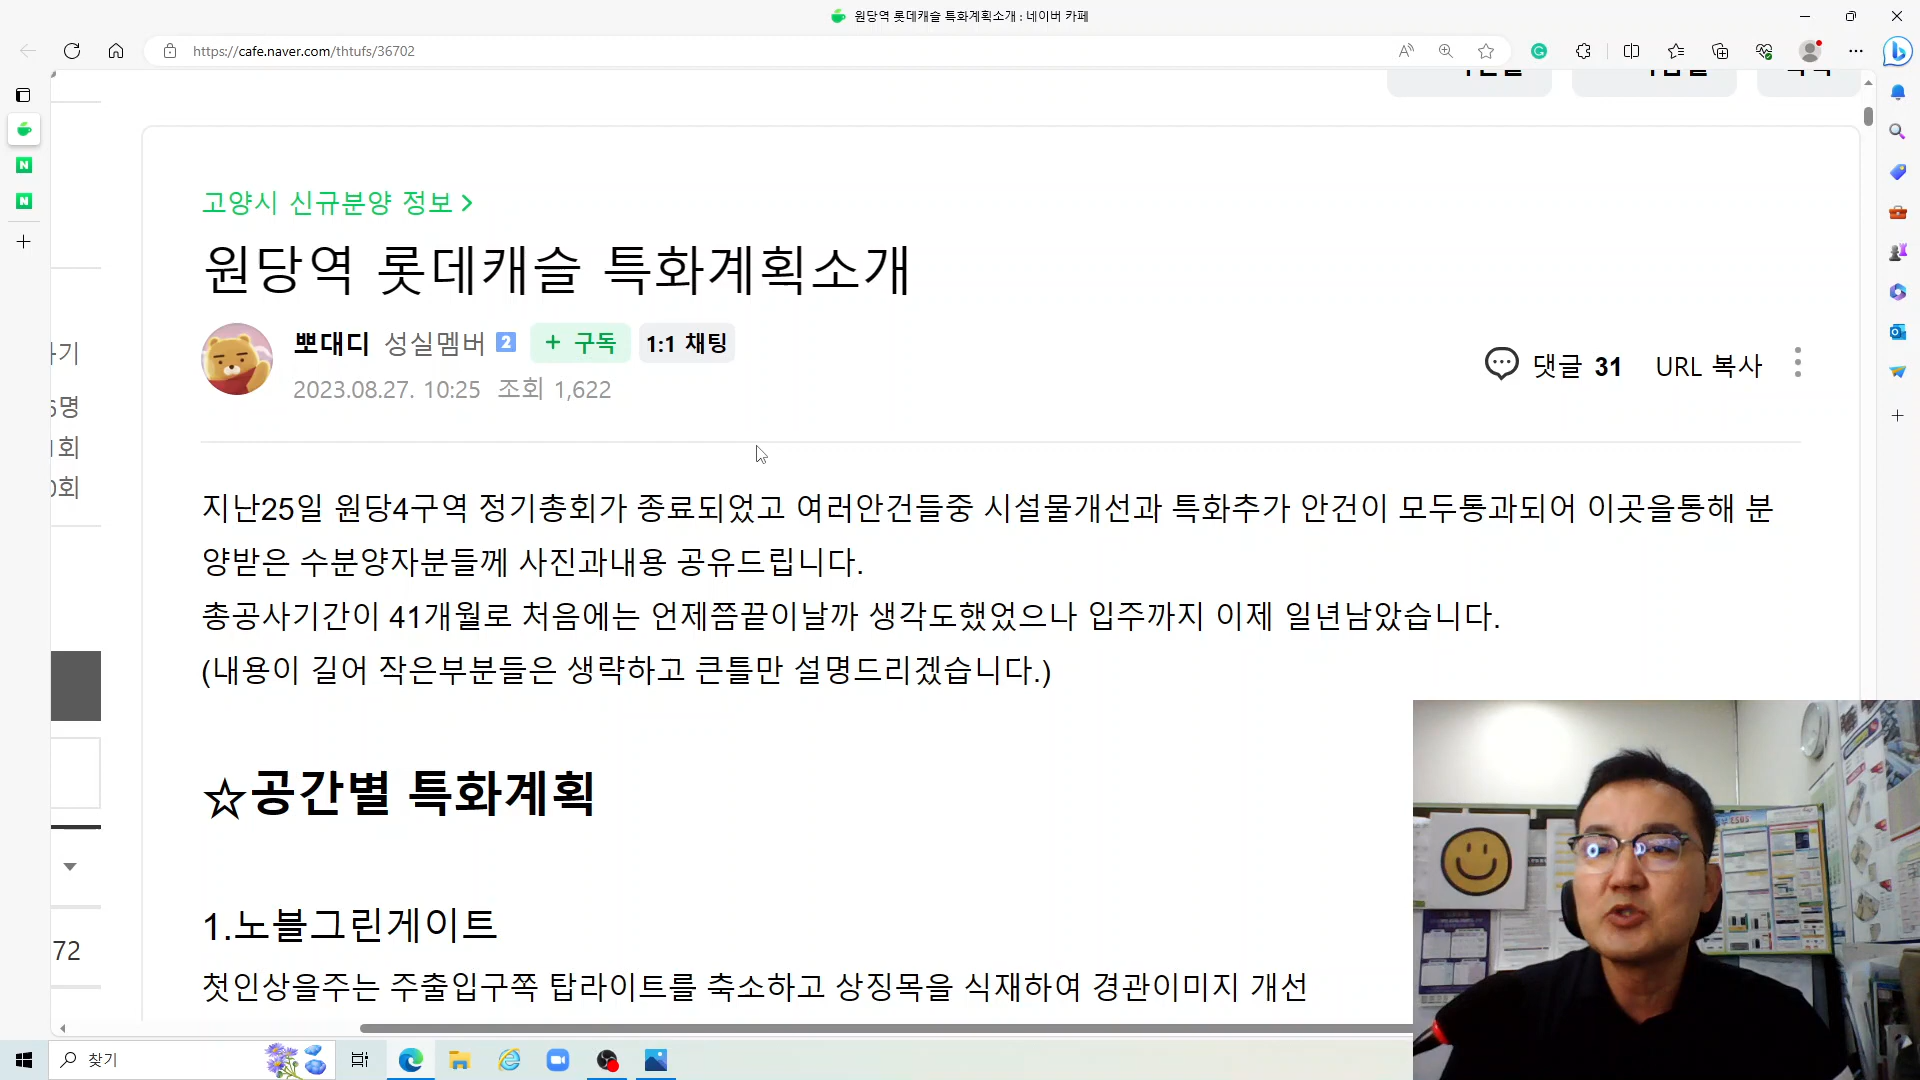 원당역 롯데캐슬 특화계획소개 : 네이버 카페
https://cafe.naver.com/thtufs/36702
고양시 신규분양 정보 >
원당역 롯데캐슬 특화계획소개
뽀대디 성실멤버 2 + 구독 1:1 채팅
2023.08.27. 10:25 조회 1,622
댓글 31 URL 복사
명
회
회
지난25일 원당4구역 정기총회가 종료되었고 여러안건들중 시설물개선과 특화추가 안건이 모두통과되어 이곳을통해 분
양받은 수분양자분들께 사진과내용 공유드립니다.
총공사기간이 41개월로 처음에는 언제쯤끝이날까 생각도했었으나 입주까지 이제 일년남았습니다.
(내용이 길어 작은부분들은 생략하고 큰틀만 설명드리겠습니다.)
☆공간별 특화계획
1.노블그린게이트
72
첫인상을주는 주출입구쪽 탑라이트를 축소하고 상징목을 식재하여 경관이미지 개선
찾기